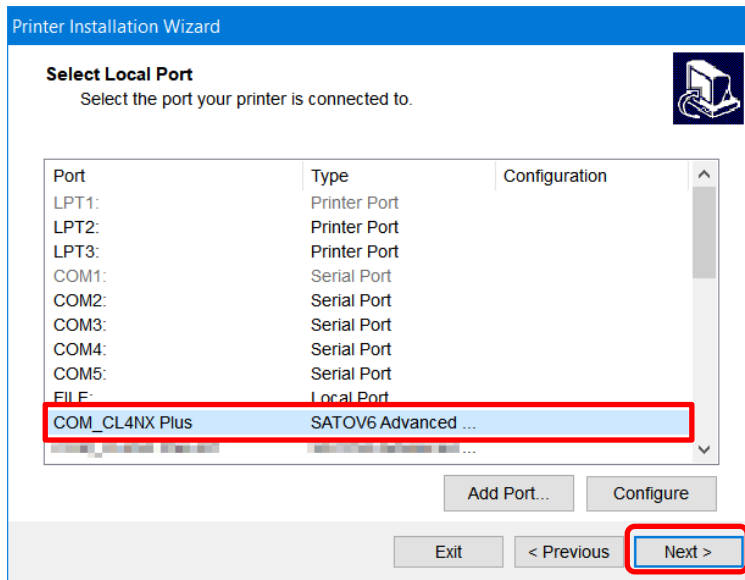 Printer Installation Wizard
Select Local Port
Select the port your printer is connected to.
Port Type Configuration
LPT1: Printer Port
LPT2: Printer Port
LPT3: Printer Port
COM1: Serial Port
COM2: Serial Port
COM3: Serial Port
COM4: Serial Port
COM5: Serial Port
FILE: Local Port
COM_CL4NX Plus SATOV6 Advanced ...
...
Add Port... Configure
Exit < Previous Next >